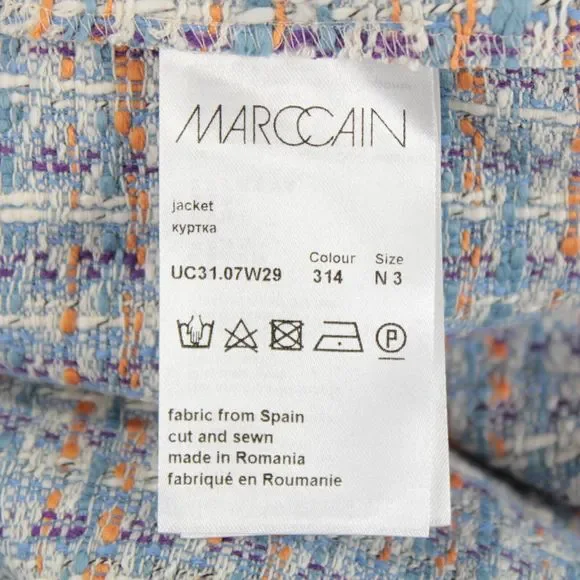 MARCCAIN
jacket
куртка
Colour Size
UC31.07W29 314 N 3
P
fabric from Spain
cut and sewn
made in Romania
fabriqué en Roumanie